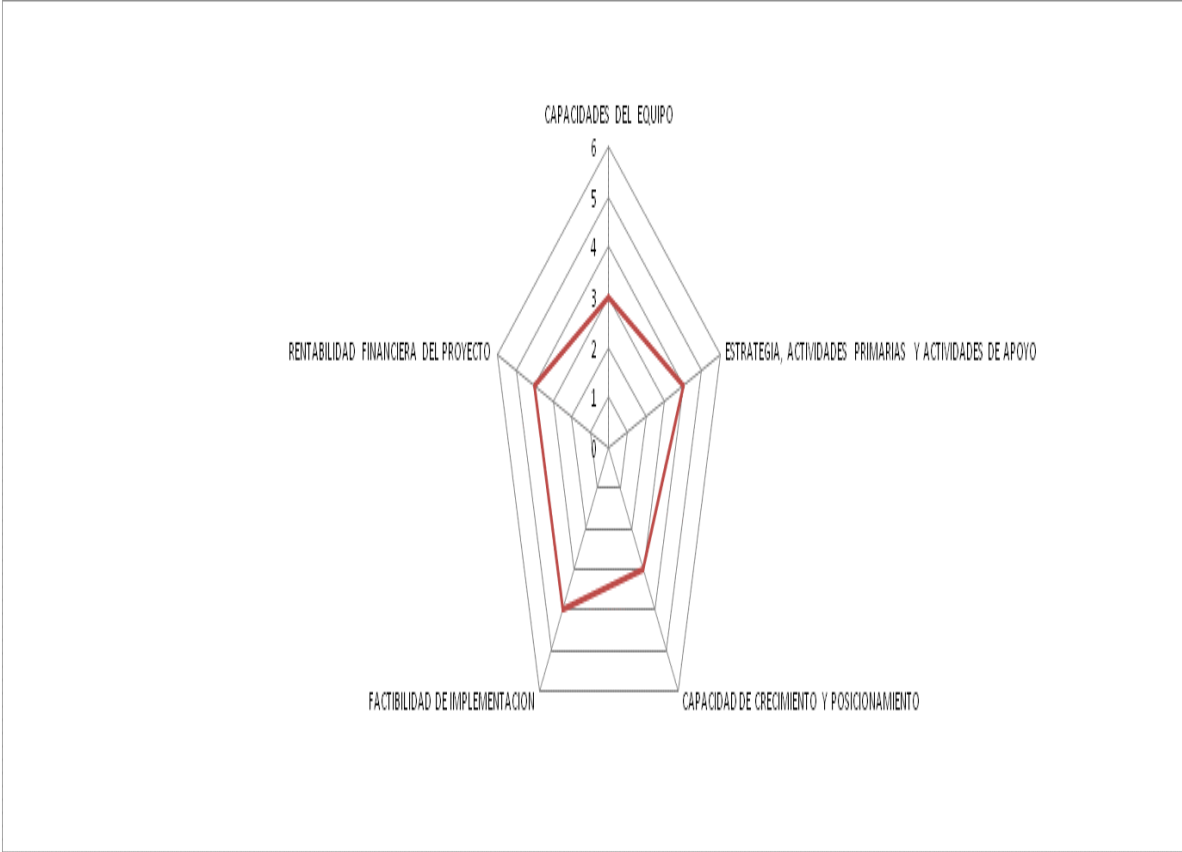 CAPACIDADES DEL EQUIPO
6
5
4
3
2
1
0
RENTABILIDAD FINANCIERA DEL PROYECTO
ESTRATEGIA, ACTIVIDADES PRIMARIAS Y ACTIVIDADES DE APOYO
FACTIBILIDAD DE IMPLEMENTACION
CAPACIDAD DE CRECIMIENTO Y POSICIONAMIENTO